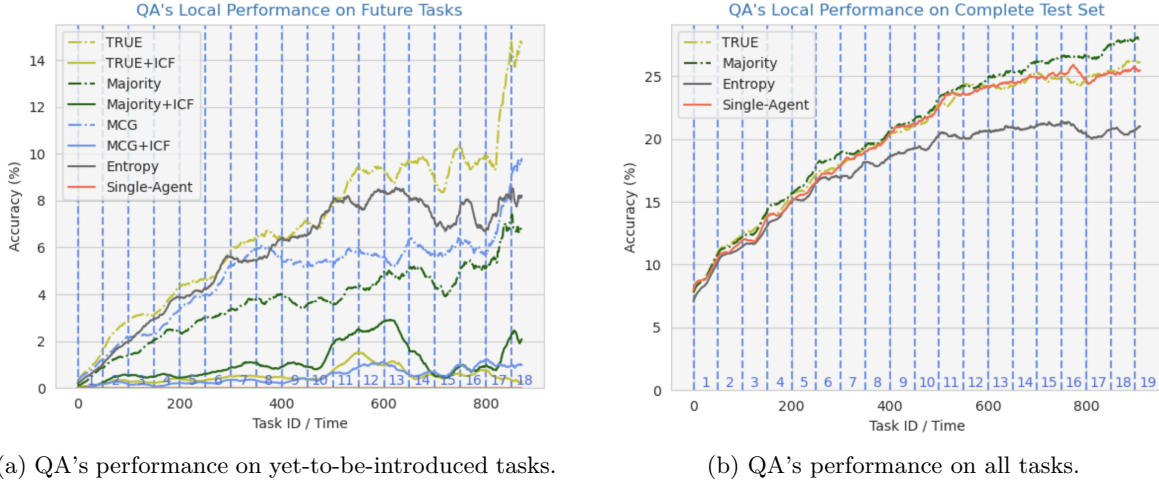 QA's Local Performance on Future Tasks
TRUE
TRUE+ICF
Majority
Majority+ICF
MCG
MCG+ICF
Entropy
Single-Agent
Accuracy (%)
14
12
10
8
6
4
2
0
2 6 8 9 11 12 13 14 15 16 17 18
0 200 400 600 800
Task ID / Time
(a) QA's performance on yet-to-be-introduced tasks.
QA's Local Performance on Complete Test Set
TRUE
Majority
Entropy
Single-Agent
Accuracy (%)
25
20
15
10
5
0
1 2 3 4 5 6 7 8 9 10 11 12 13 14 15 16 17 18 19
0 200 400 600 800
Task ID / Time
(b) QA's performance on all tasks.